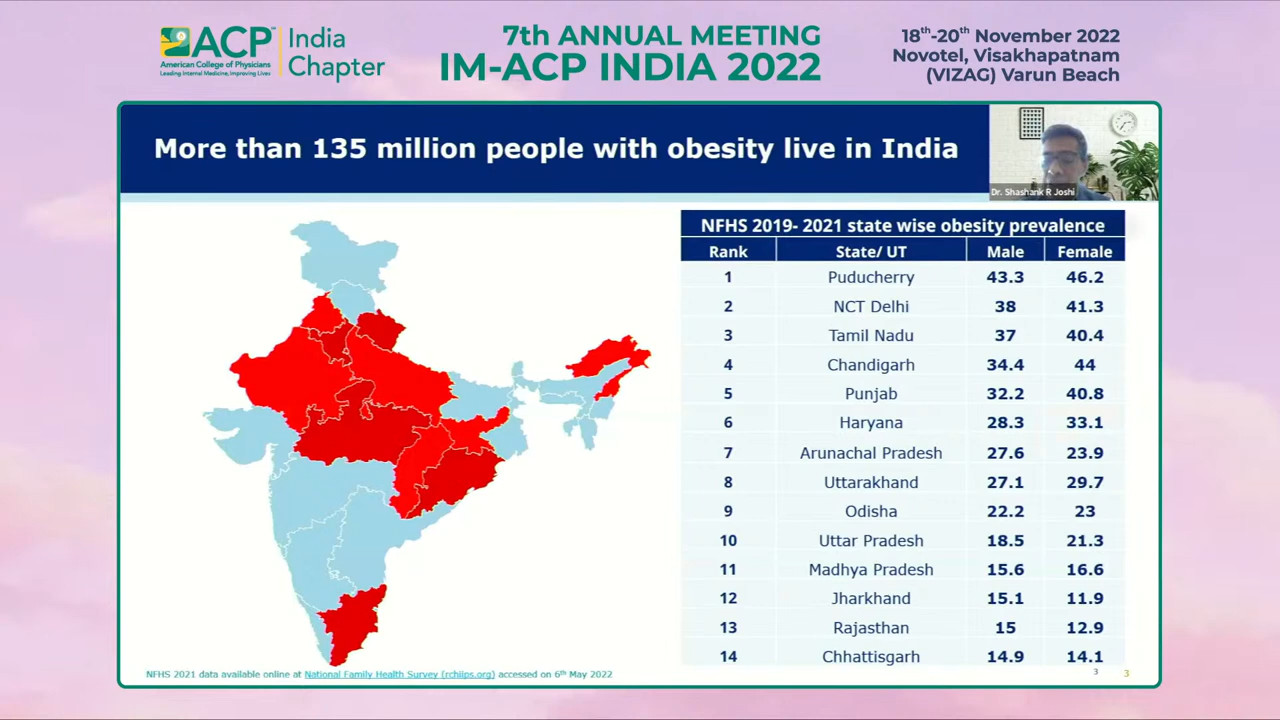 ACP
American College of Physicians
Leading Internal Medicine, Improving Lives
India
Chapter
7th ANNUAL MEETING
IM-ACP INDIA 2022
18th-20th November 2022
Novotel, Visakhapatnam
(VIZAG) Varun Beach
More than 135 million people with obesity live in India
Dr. Shashank R Joshi
NFHS 2019- 2021 state wise obesity prevalence
Rank State/ UT Male Female
1 Puducherry 43.3 46.2
2 NCT Delhi 38 41.3
3 Tamil Nadu 37 40.4
4 Chandigarh 34.4 44
5 Punjab 32.2 40.8
6 Haryana 28.3 33.1
7 Arunachal Pradesh 27.6 23.9
8 Uttarakhand 27.1 29.7
9 Odisha 22.2 23
10 Uttar Pradesh 18.5 21.3
11 Madhya Pradesh 15.6 16.6
12 Jharkhand 15.1 11.9
13 Rajasthan 15 12.9
14 Chhattisgarh 14.9 14.1
NFHS 2021 data available online at National Family Health Survey (rchiips.org) accessed on 6th May 2022
3 3